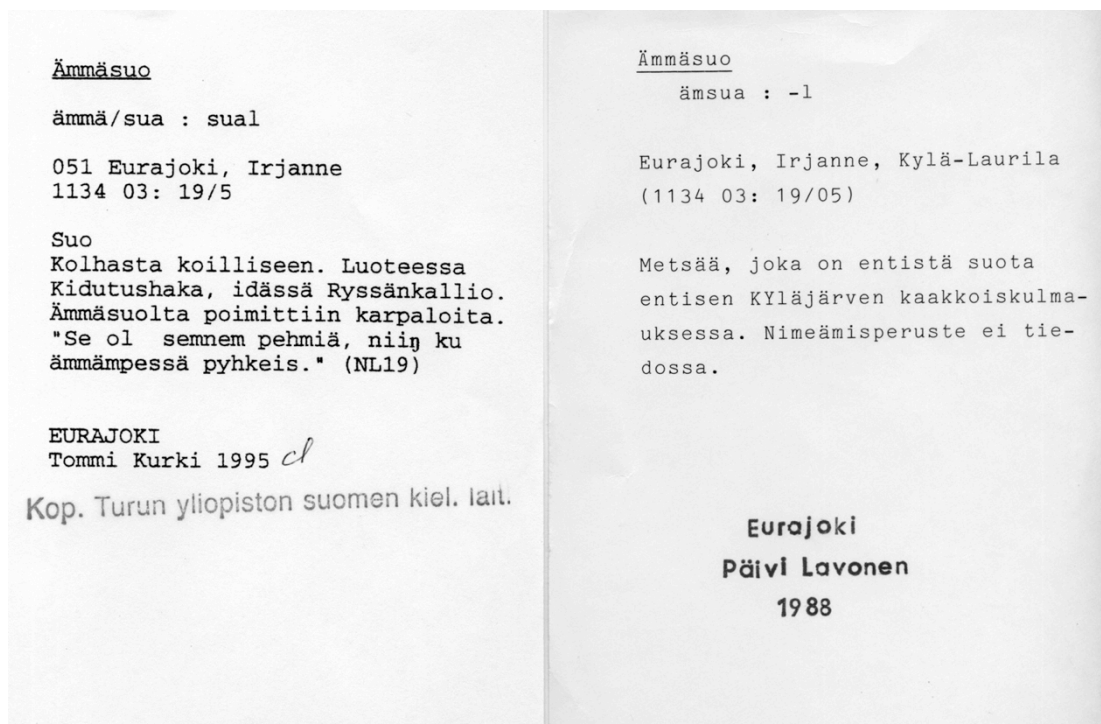 Ämmäsuo
ämmä/sua : sual
051 Eurajoki, Irjanne
1134 03: 19/5
Suo
Kolhasta koilliseen. Luoteessa
Kidutushaka, idässä Ryssänkallio.
Ämmäsuolta poimittiin karpaloita.
"Se ol semnem pehmiä, niiŋ ku
ämmämpessä pyhkeis." (NL19)
EURAJOKI
Tommi Kurki 1995
Kop. Turun yliopiston suomen kiel. lait.
Ämmäsuo
ämsua : -l
Eurajoki, Irjanne, Kylä-Laurila
(1134 03: 19/05)
Metsää, joka on entistä suota
entisen KYläjärven kaakkoiskulma-
uksessa. Nimeämisperuste ei tie-
dossa.
Eurajoki
Päivi Lavonen
1988